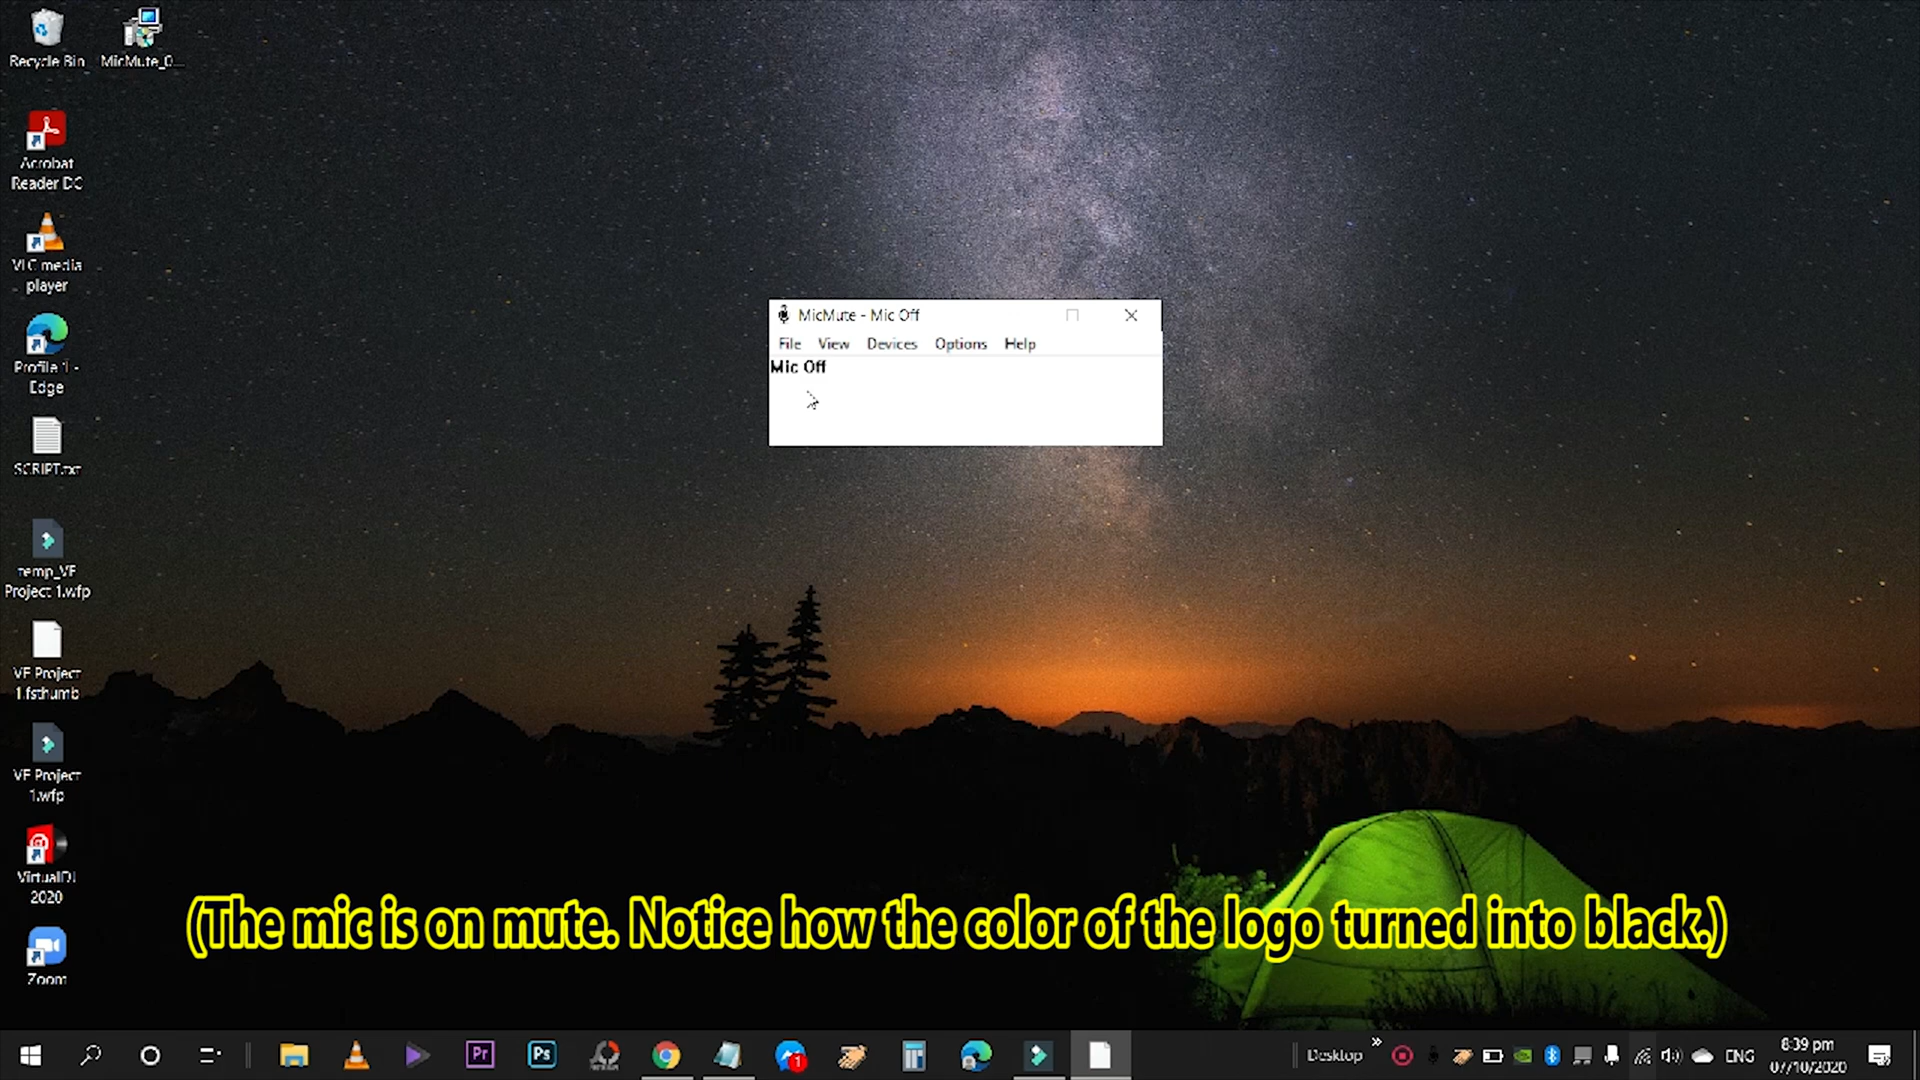 Recycle Bin
MicMute_0...
Acrobat
Reader DC
VLC media
player
Profile 1 -
Edge
SCRIPT.txt
temp_VF
Project 1.wfp
VF Project
1.fsthumb
VF Project
1.wfp
VirtualDJ
2020
Zoom
MicMute - Mic Off
File View Devices Options Help
Mic Off
(The mic is on mute. Notice how the color of the logo turned into black.)
Pr
Ps
1
Desktop
ENG
8:39 pm
07/10/2020